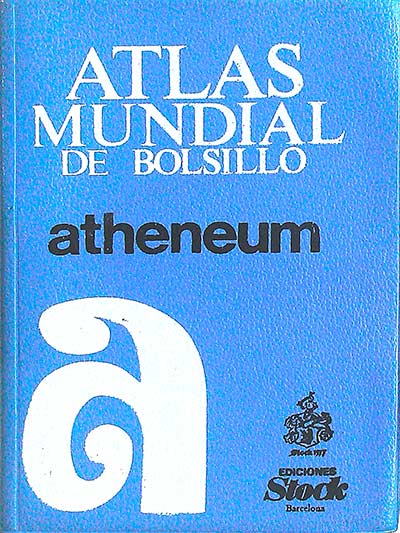 ATLAS
MUNDIAL
DE BOLSILLO
atheneum
a
EDICIONES
Stock
Barcelona